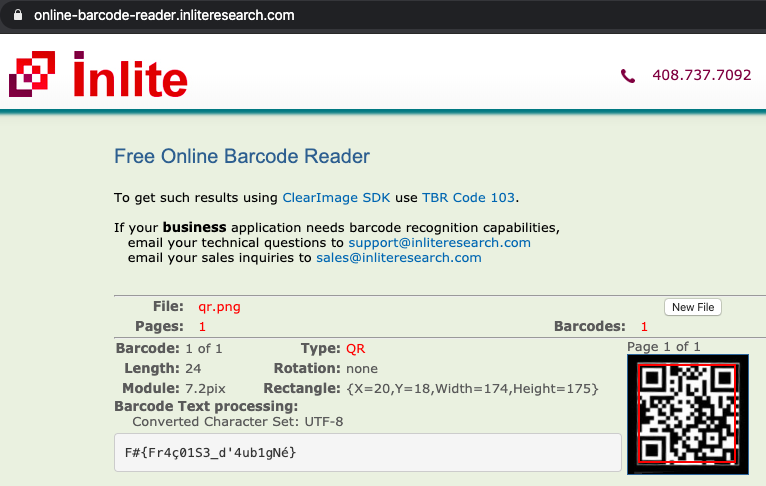 online-barcode-reader.inliteresearch.com
inlite
408.737.7092
Free Online Barcode Reader
To get such results using ClearImage SDK use TBR Code 103.
If your business application needs barcode recognition capabilities,
email your technical questions to support@inliteresearch.com
email your sales inquiries to sales@inliteresearch.com
File: qr.png New File
Pages: 1 Barcodes: 1
Barcode: 1 of 1 Type: QR Page 1 of 1
Length: 24 Rotation: none
Module: 7.2pix Rectangle: {X=20,Y=18,Width=174,Height=175}
Barcode Text processing:
Converted Character Set: UTF-8
F#{Fr4ç01S3_d'4ub1gNé}